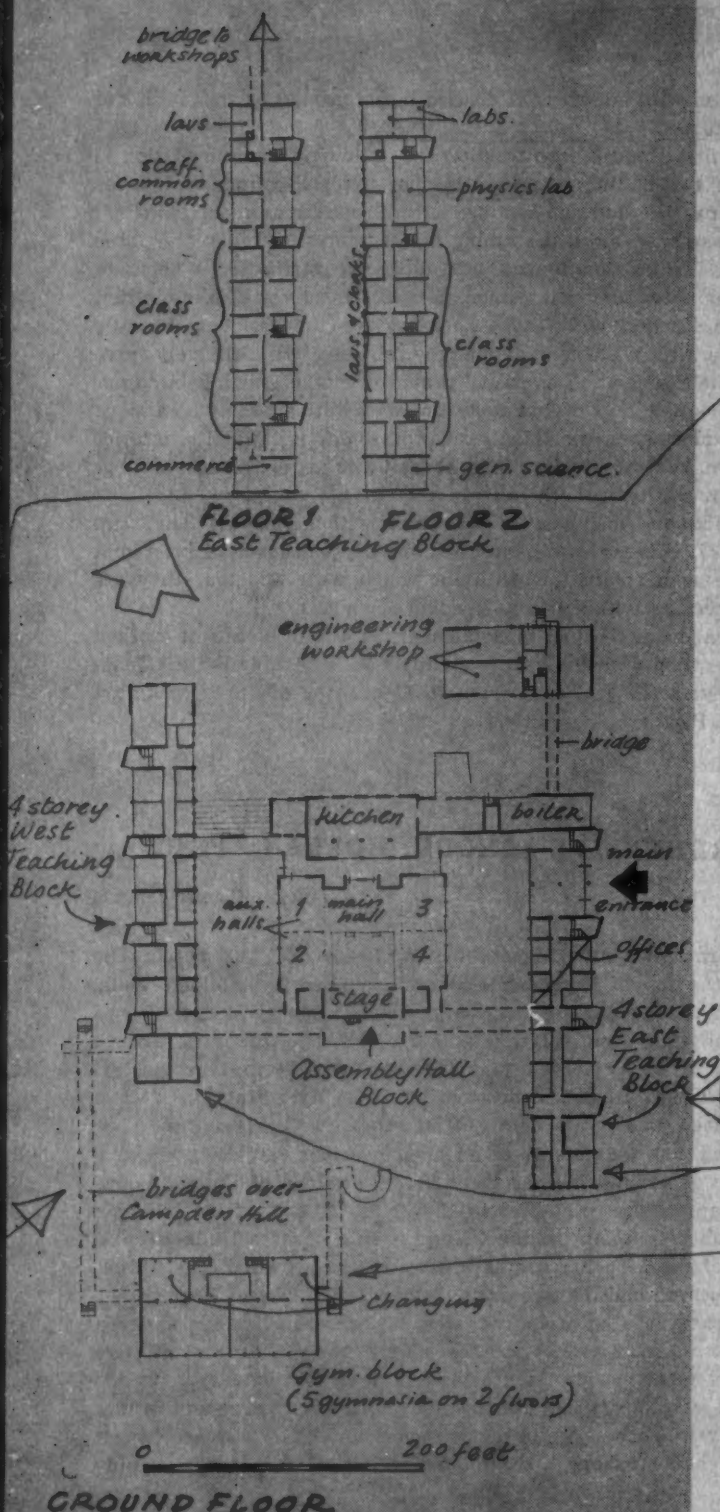 bridge to
workshops
lavs
labs.
staff
common
rooms
physics lab
class
rooms
lavs. & cloaks
class
rooms
commerce
gen. science.
FLOOR 1 FLOOR 2
East Teaching Block
engineering
workshop
bridge
4 storey
West
Teaching
Block
kitchen
boiler
main
entrance
aux.
halls
1
main
hall
3
2
4
stage
offices
4 storey
East
Teaching
Block
Assembly Hall
Block
bridges over
Campden Hill
changing
Gym. block
(5 gymnasia on 2 floors)
0
200 feet
GROUND FLOOR